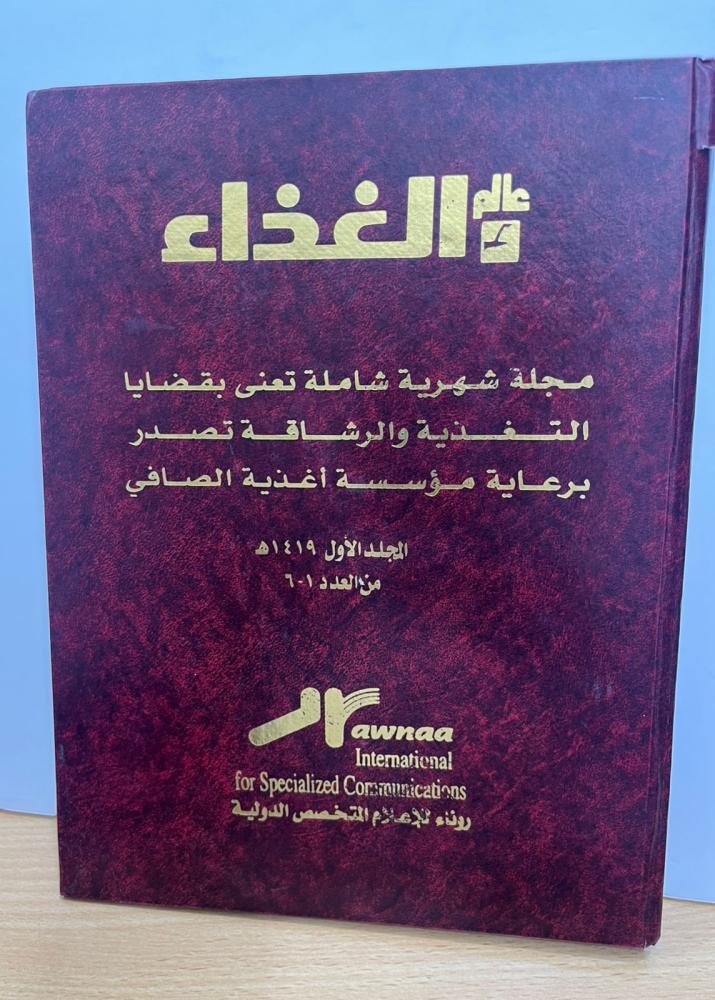 عالم الغذاء
مجلة شهرية شاملة تعنى بقضايا
التغذية والرشاقة تصدر
برعاية مؤسسة أغذية الصافي
المجلد الأول ١٤١٩هـ
من العدد ١-٦
Rawnaa
International
for Specialized Communications
روناء للإعلام المتخصص الدولية